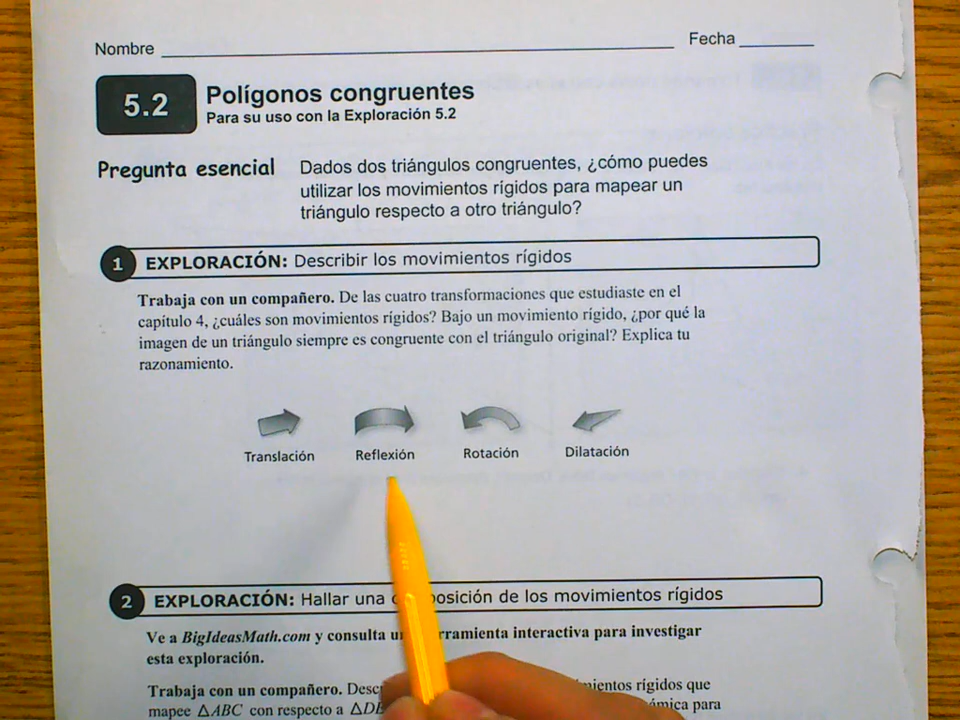 Nombre Fecha
5.2 Polígonos congruentes
Para su uso con la Exploración 5.2
Pregunta esencial Dados dos triángulos congruentes, ¿cómo puedes
utilizar los movimientos rígidos para mapear un
triángulo respecto a otro triángulo?
1 EXPLORACIÓN: Describir los movimientos rígidos
Trabaja con un compañero. De las cuatro transformaciones que estudiaste en el
capítulo 4, ¿cuáles son movimientos rígidos? Bajo un movimiento rígido, ¿por qué la
imagen de un triángulo siempre es congruente con el triángulo original? Explica tu
razonamiento.
Translación Reflexión Rotación Dilatación
2 EXPLORACIÓN: Hallar una de los movimientos rígidos
Ve a BigIdeasMath.com y consulta interactiva para investigar
esta exploración.
Trabaja con un compañero. rígidos que
mapee △ABC con respecto a para